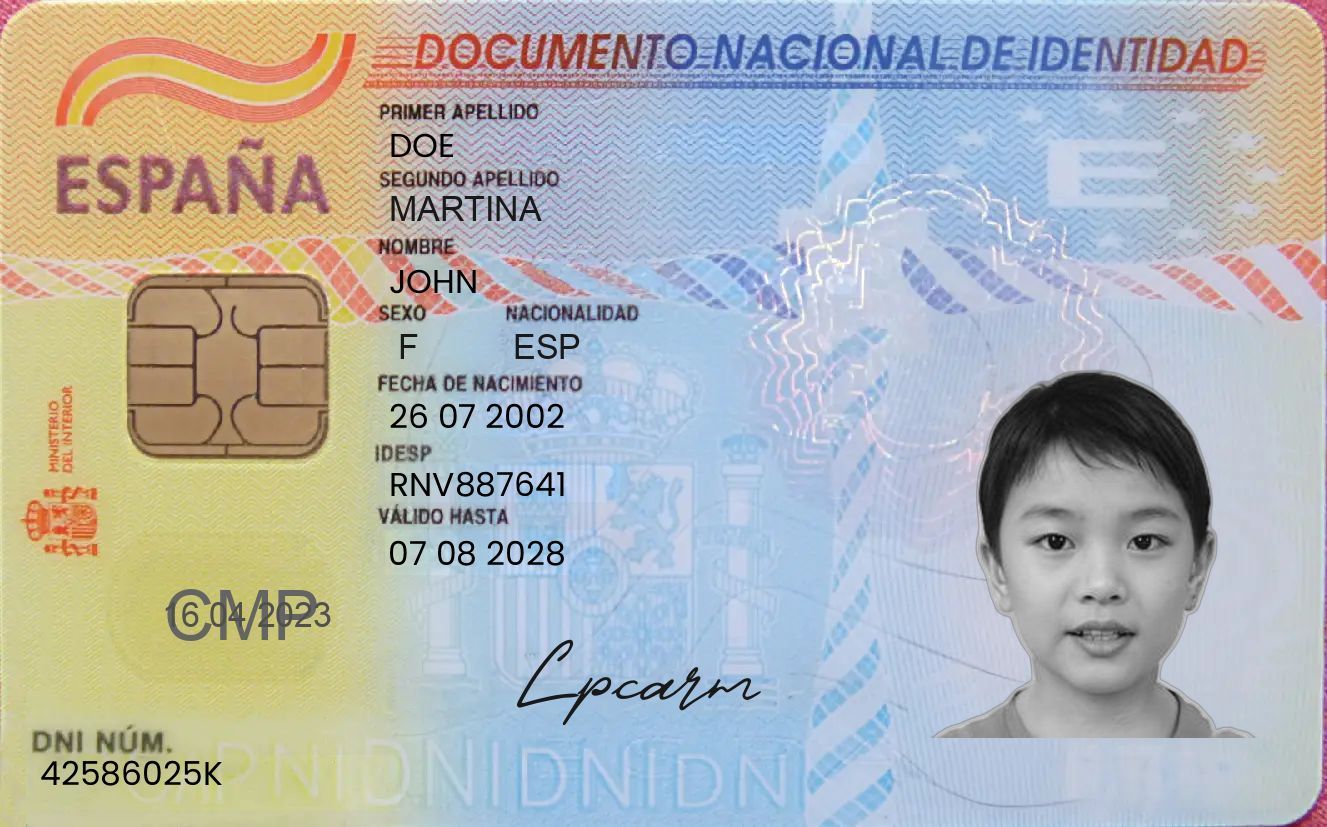 DOCUMENTO NACIONAL DE IDENTIDAD
ESPAÑA
PRIMER APELLIDO
DOE
SEGUNDO APELLIDO
MARTINA
NOMBRE
JOHN
SEXO NACIONALIDAD
F ESP
FECHA DE NACIMIENTO
26 07 2002
IDESP
RNV887641
VÁLIDO HASTA
07 08 2028
MINISTERIO
DEL INTERIOR
E
CMP
16 04 2023
Lpcarm
DNI NÚM.
42586025K
DNIDNIDNIDN